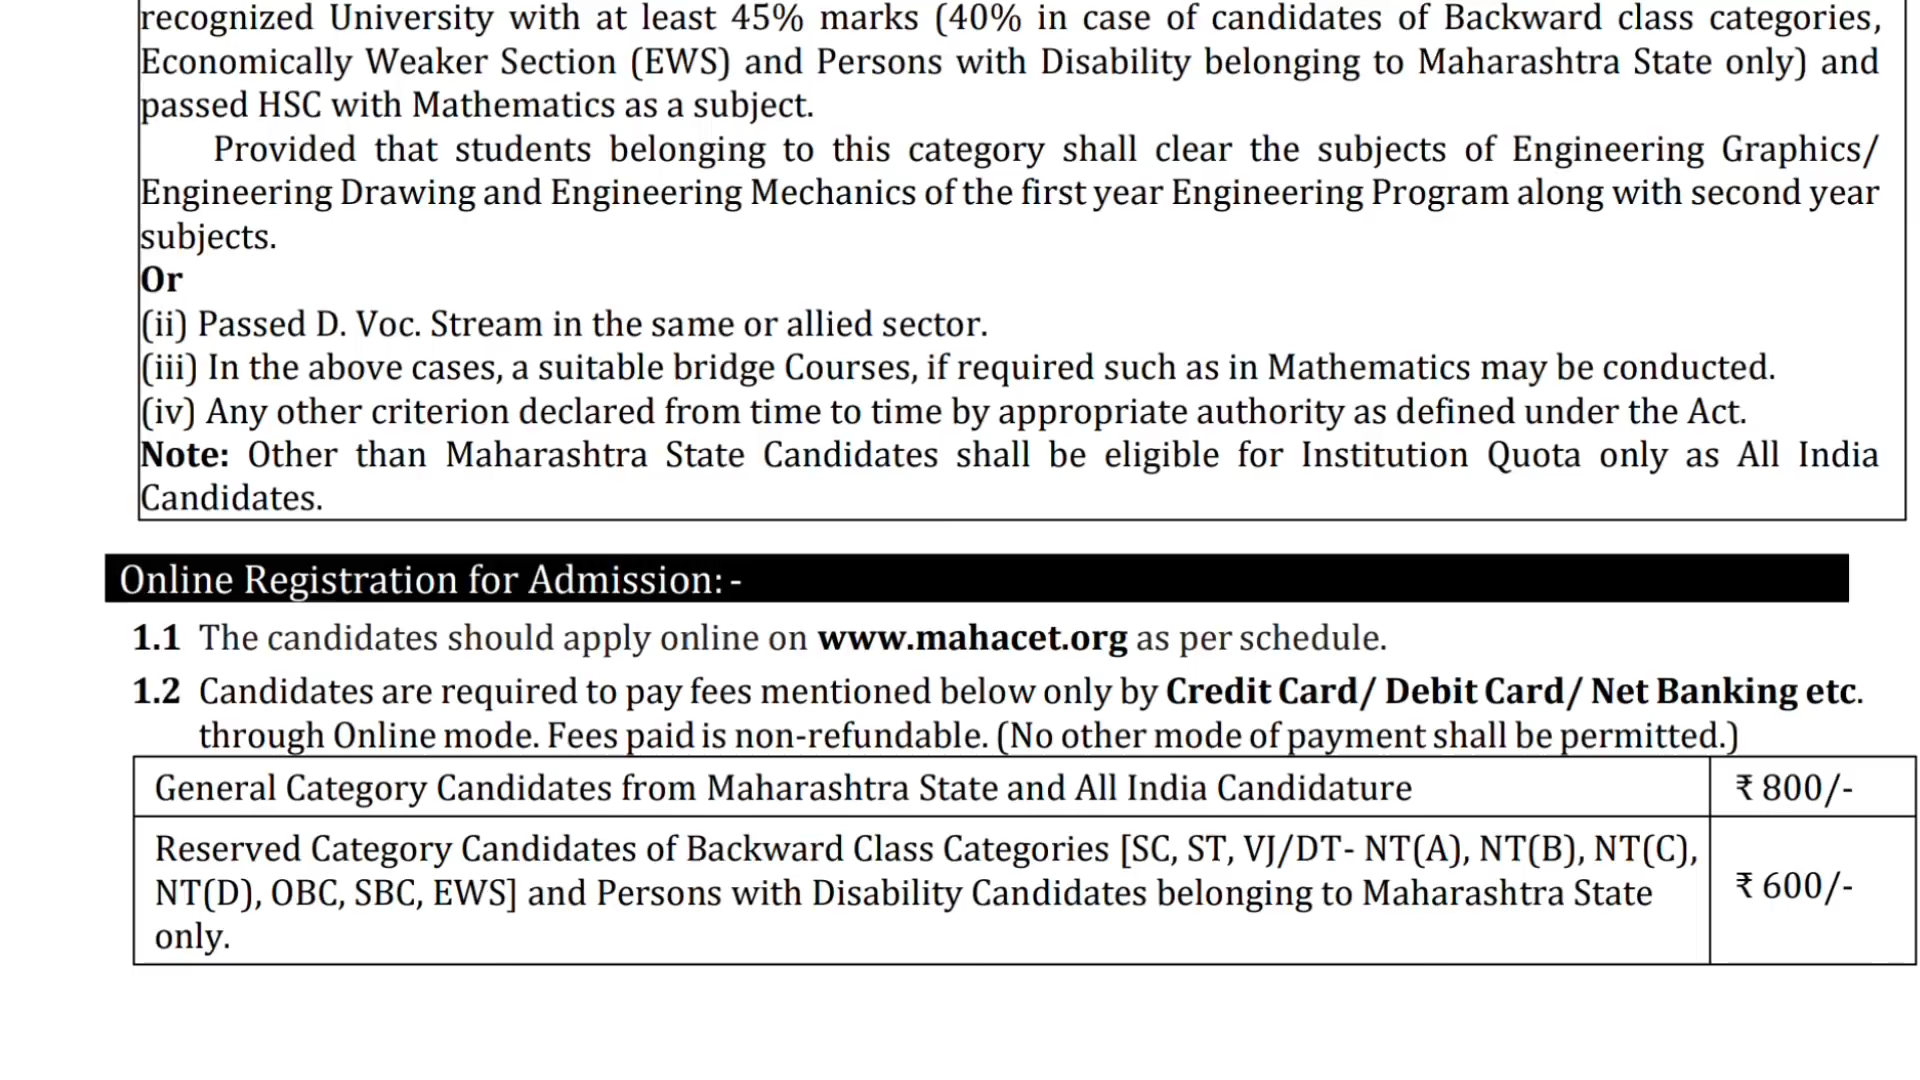 recognized University with at least 45% marks (40% in case of candidates of Backward class categories,
Economically Weaker Section (EWS) and Persons with Disability belonging to Maharashtra State only) and
passed HSC with Mathematics as a subject.
Provided that students belonging to this category shall clear the subjects of Engineering Graphics/
Engineering Drawing and Engineering Mechanics of the first year Engineering Program along with second year
subjects.
Or
(ii) Passed D. Voc. Stream in the same or allied sector.
(iii) In the above cases, a suitable bridge Courses, if required such as in Mathematics may be conducted.
(iv) Any other criterion declared from time to time by appropriate authority as defined under the Act.
Note: Other than Maharashtra State Candidates shall be eligible for Institution Quota only as All India
Candidates.
Online Registration for Admission:-
1.1 The candidates should apply online on www.mahacet.org as per schedule.
1.2 Candidates are required to pay fees mentioned below only by Credit Card/ Debit Card/ Net Banking etc.
through Online mode. Fees paid is non-refundable. (No other mode of payment shall be permitted.)
General Category Candidates from Maharashtra State and All India Candidature ₹ 800/-
Reserved Category Candidates of Backward Class Categories [SC, ST, VJ/DT- NT(A), NT(B), NT(C),
NT(D), OBC, SBC, EWS] and Persons with Disability Candidates belonging to Maharashtra State
only.
₹ 600/-